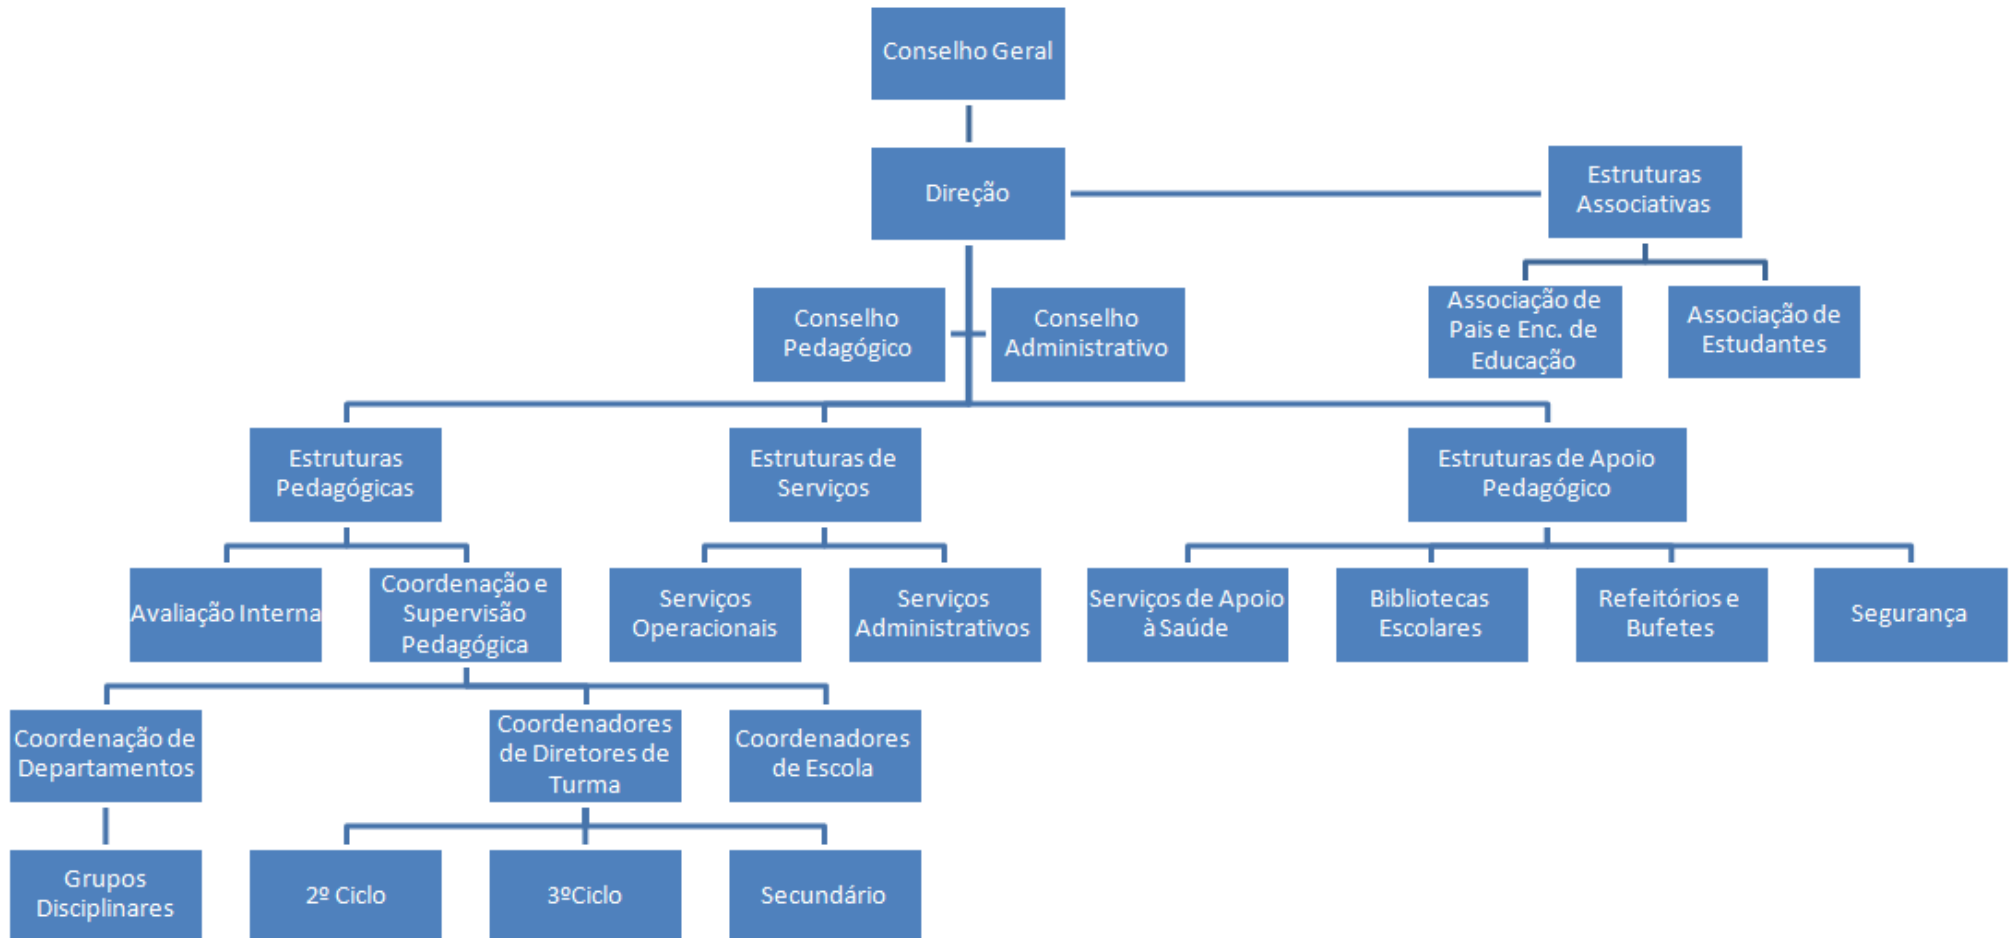 Conselho Geral
Direção
Estruturas
Associativas
Conselho
Pedagógico
Conselho
Administrativo
Associação de
Pais e Enc. de
Educação
Associação de
Estudantes
Estruturas
Pedagógicas
Estruturas de
Serviços
Estruturas de Apoio
Pedagógico
Avaliação Interna
Coordenação e
Supervisão
Pedagógica
Serviços
Operacionais
Serviços
Administrativos
Serviços de Apoio
à Saúde
Bibliotecas
Escolares
Refeitórios e
Bufetes
Segurança
Coordenação de
Departamentos
Coordenadores
de Diretores de
Turma
Coordenadores
de Escola
Grupos
Disciplinares
2º Ciclo
3ºCiclo
Secundário